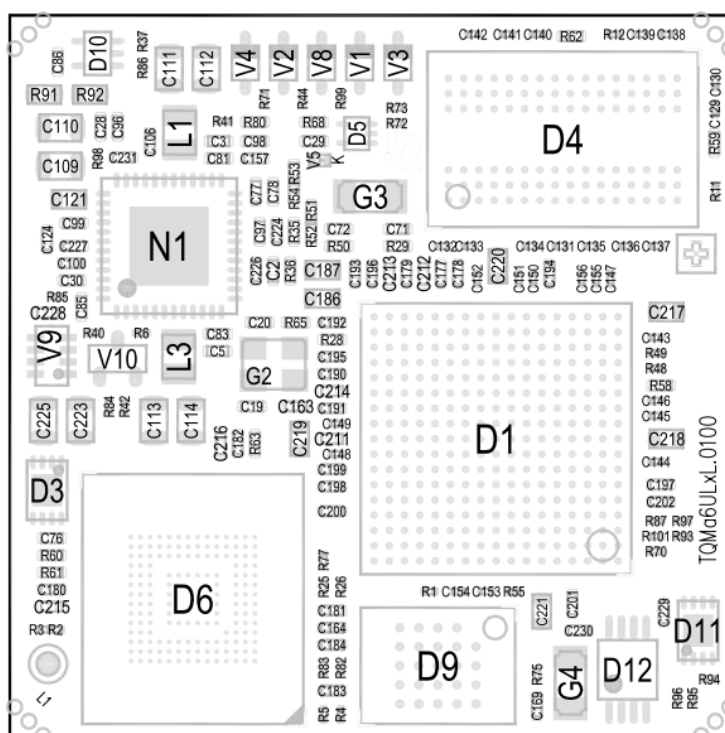 C142 C141 C140 R62 R12 C139 C138
C86 D10 R37 R86 C111 C112 V4 V2 V8 V1 V3
R71 R44 R99
R91 R92
C110 C28 C96 C106 L1 R41 R80 R68 D5 R73
R72
C3 C98 C29
C109 R98 C231 C81 C157 V5 K
D4 C130 C129 R59 R11
C121 N1 C77 C78 R54 R53 G3
C99 C124 C227 C97 C224 R35 R52 R51 C72 C71
R50 R29 C132 C133 C134 C131 C135 C136 C137
C100 C30 C226 C2 R36 C187 C193 C196 C213 C179 C212 C177 C178 C152 C220 C151 C150 C194 C156 C155 C147
R85 C228 C85 C186 C217
C20 R65 C192
V9 R40 R6 V10 L3 C83 C5 R28 C143
C195 R49
G2 C190 R48
C214 R58
C225 C223 R84 R42 C113 C114 C19 C163 C191 C146
C149 C145
C216 C182 R63 C219 C211 D1 C218
C148 C144
D3 C199 C197
C198 C202
C200 R87 R97
C76 R101 R93
R60 R77 R70
R61 TQMa6ULxL.0100
C180 R25 R26 R1 C154 C153 R55
C215 D6 C181 C221 C201 C229
R3 R2 C164 C230
C184 D9 D11
L1 R83 R82 R75 G4 D12 R94
C183 C169 R96 R95
R5 R4